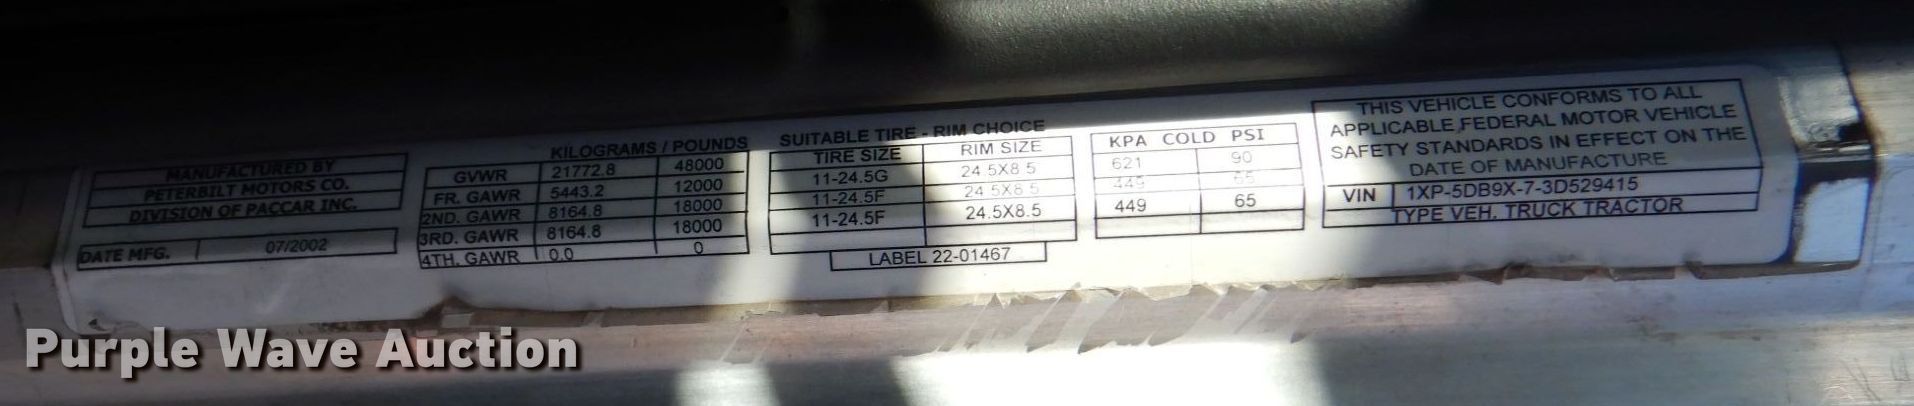 MANUFACTURED BY
PETERBILT MOTORS CO.
DIVISION OF PACCAR INC.
DATE MFG. 07/2002
KILOGRAMS / POUNDS
GVWR 21772.8 48000
FR. GAWR 5443.2 12000
2ND. GAWR 8164.8 18000
3RD. GAWR 8164.8 18000
4TH. GAWR 0.0 0
SUITABLE TIRE - RIM CHOICE
TIRE SIZE RIM SIZE
11-24.5G 24.5X8.5
11-24.5F 24.5X8.5
11-24.5F 24.5X8.5
LABEL 22-01467
KPA COLD PSI
621 90
449 65
449 65
THIS VEHICLE CONFORMS TO ALL
APPLICABLE FEDERAL MOTOR VEHICLE
SAFETY STANDARDS IN EFFECT ON THE
DATE OF MANUFACTURE
VIN 1XP-5DB9X-7-3D529415
TYPE VEH. TRUCK TRACTOR
Purple Wave Auction